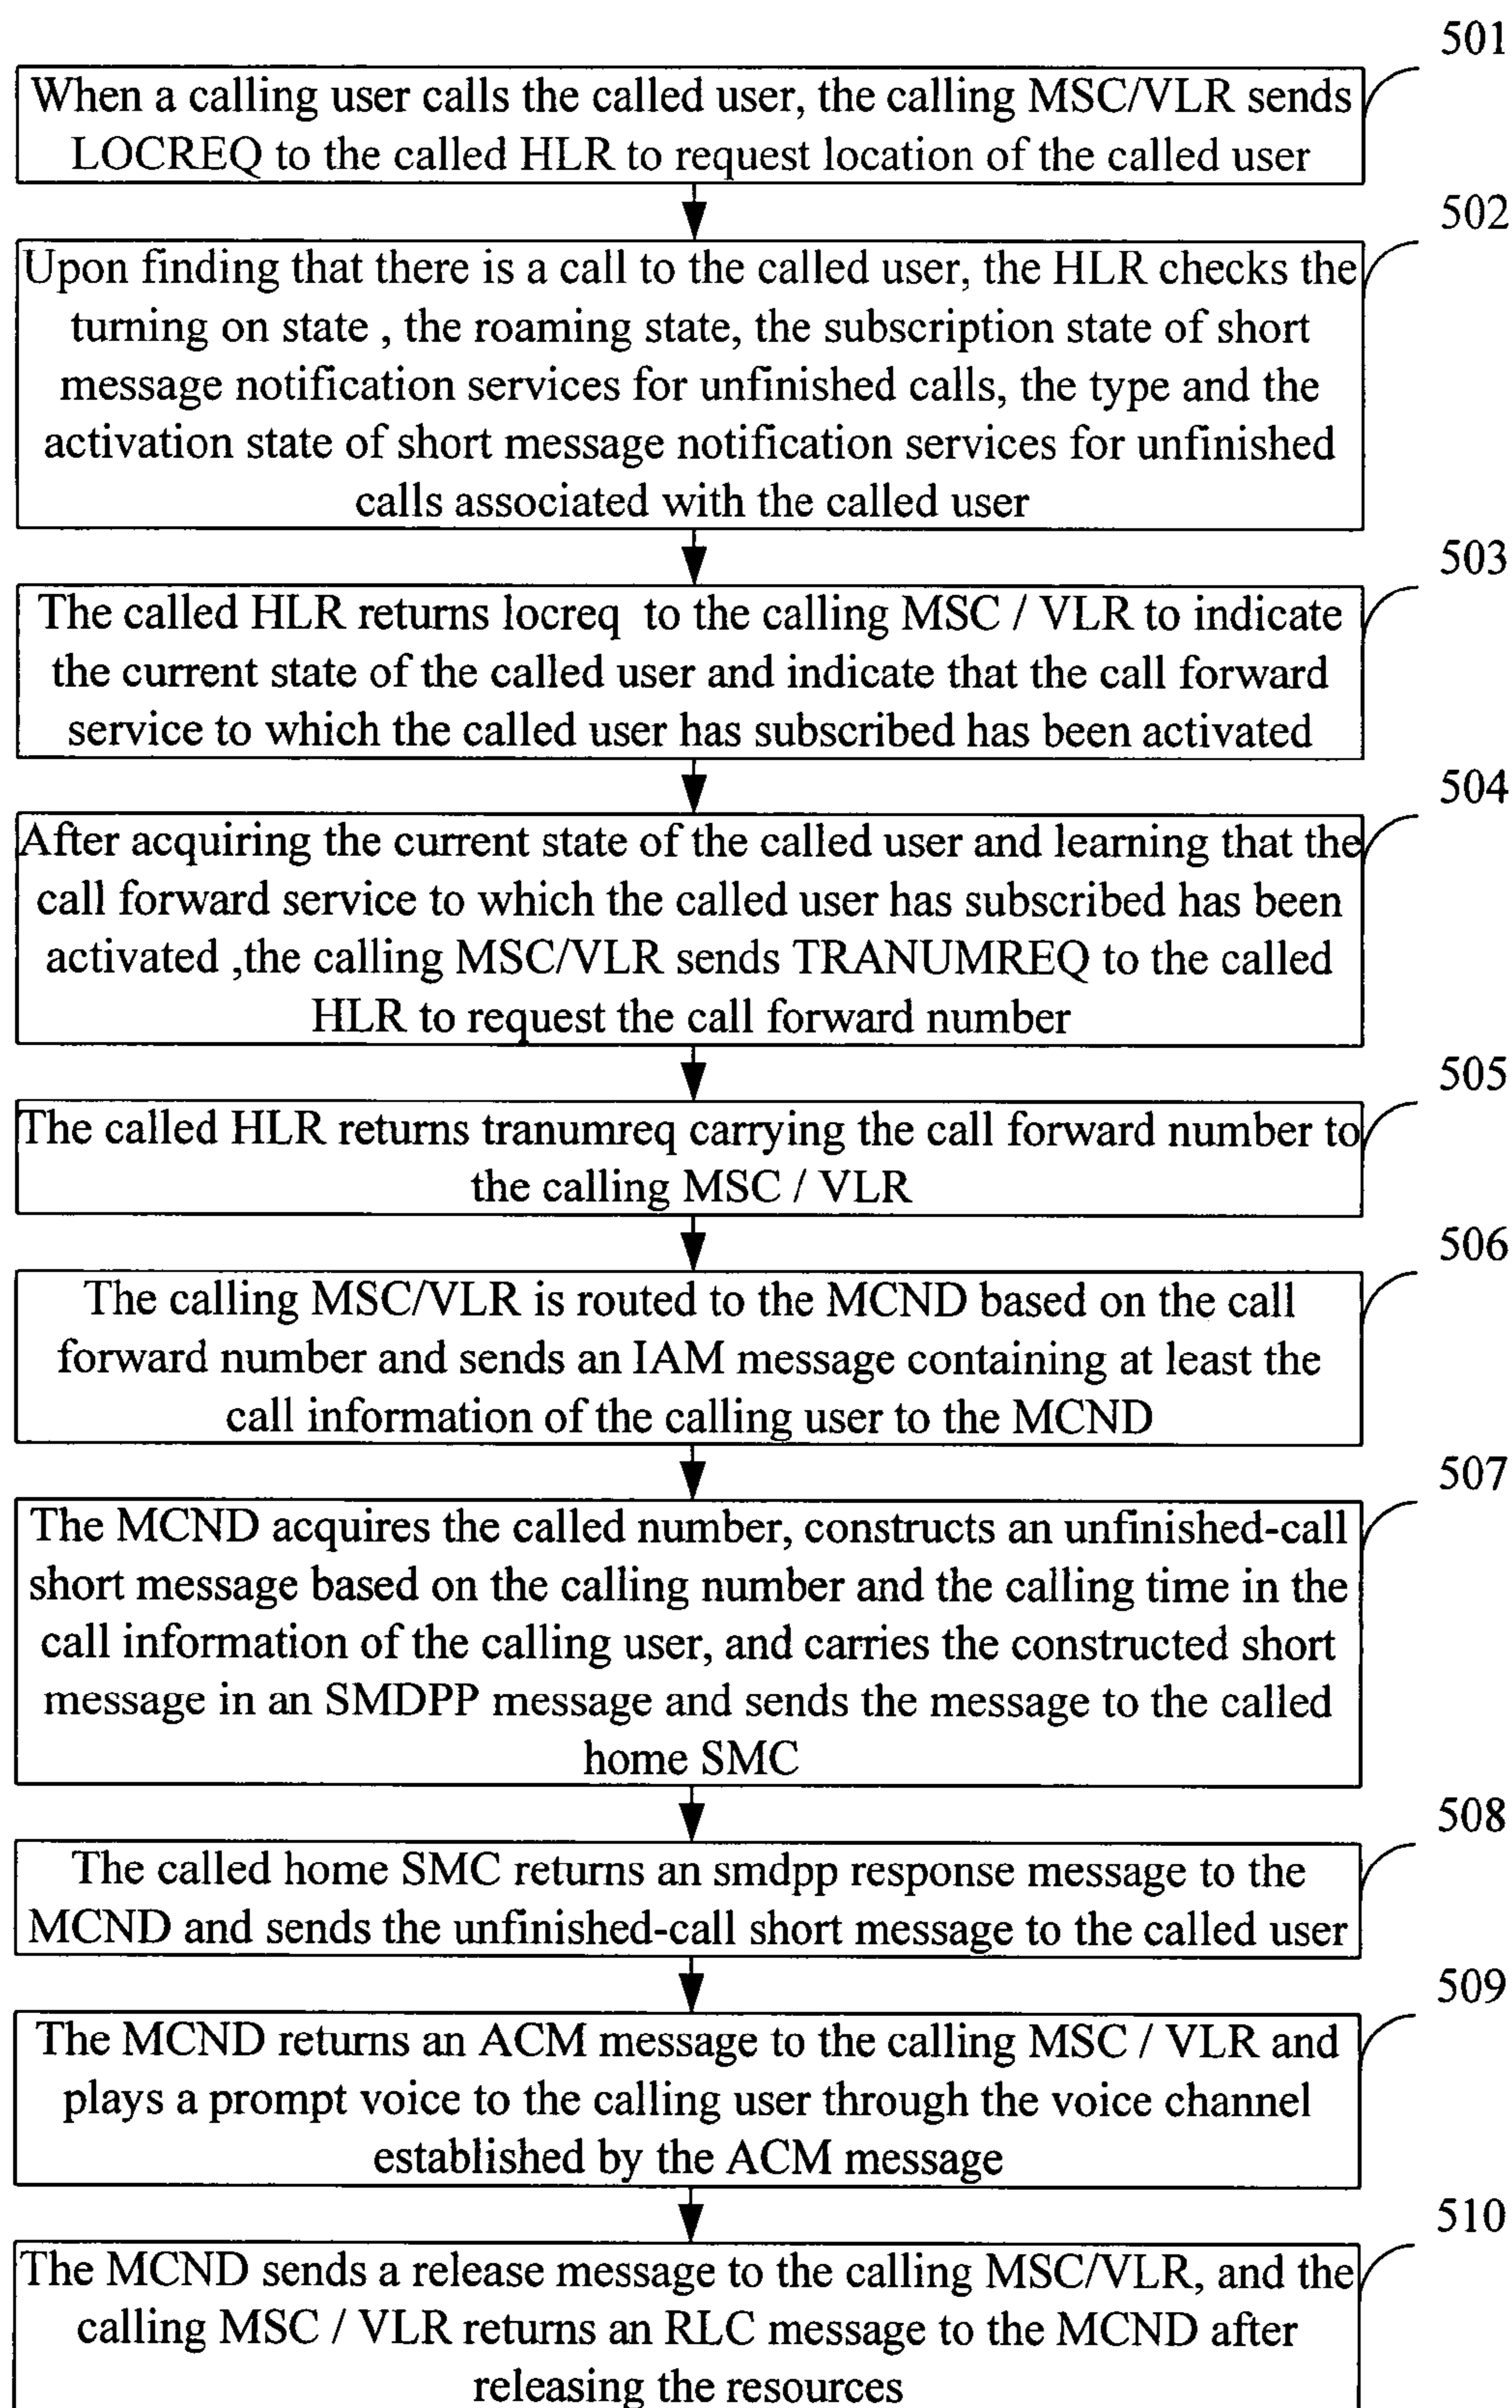 501
When a calling user calls the called user, the calling MSC/VLR sends
LOCREQ to the called HLR to request location of the called user
502
Upon finding that there is a call to the called user, the HLR checks the
turning on state , the roaming state, the subscription state of short
message notification services for unfinished calls, the type and the
activation state of short message notification services for unfinished
calls associated with the called user
503
The called HLR returns locreq to the calling MSC / VLR to indicate
the current state of the called user and indicate that the call forward
service to which the called user has subscribed has been activated
504
After acquiring the current state of the called user and learning that the
call forward service to which the called user has subscribed has been
activated ,the calling MSC/VLR sends TRANUMREQ to the called
HLR to request the call forward number
505
The called HLR returns tranumreq carrying the call forward number to
the calling MSC / VLR
506
The calling MSC/VLR is routed to the MCND based on the call
forward number and sends an IAM message containing at least the
call information of the calling user to the MCND
507
The MCND acquires the called number, constructs an unfinished-call
short message based on the calling number and the calling time in the
call information of the calling user, and carries the constructed short
message in an SMDPP message and sends the message to the called
home SMC
508
The called home SMC returns an smdpp response message to the
MCND and sends the unfinished-call short message to the called user
509
The MCND returns an ACM message to the calling MSC / VLR and
plays a prompt voice to the calling user through the voice channel
established by the ACM message
510
The MCND sends a release message to the calling MSC/VLR, and the
calling MSC / VLR returns an RLC message to the MCND after
releasing the resources